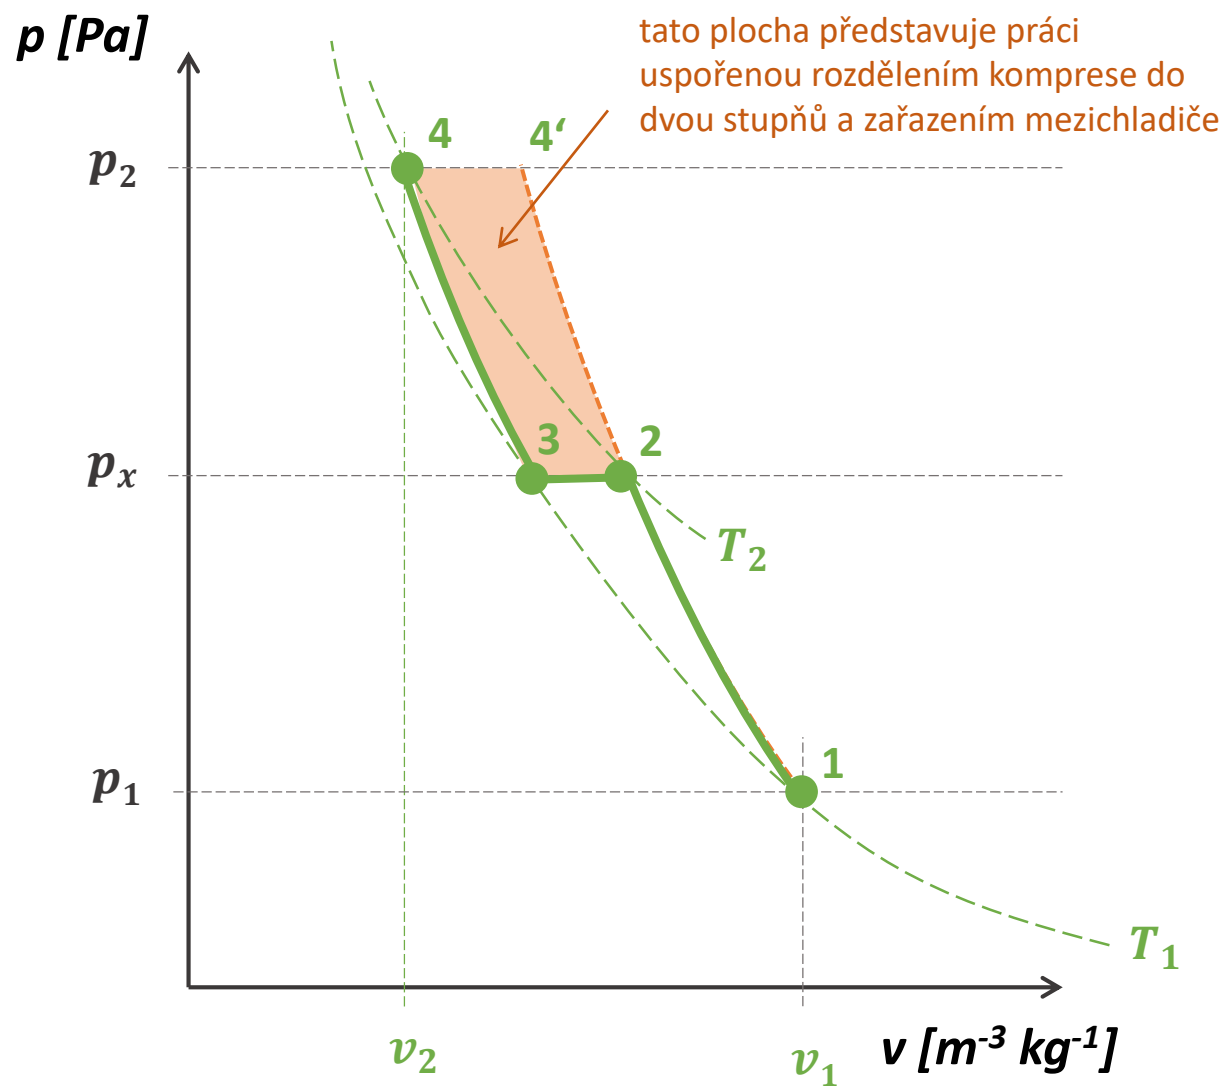 p [Pa]
tato plocha představuje práci
uspořenou rozdělením komprese do
dvou stupňů a zařazením mezichladiče
4
4‘
p₂
3
2
pₓ
T₂
1
p₁
T₁
v₂
v₁
v [m⁻³ kg⁻¹]